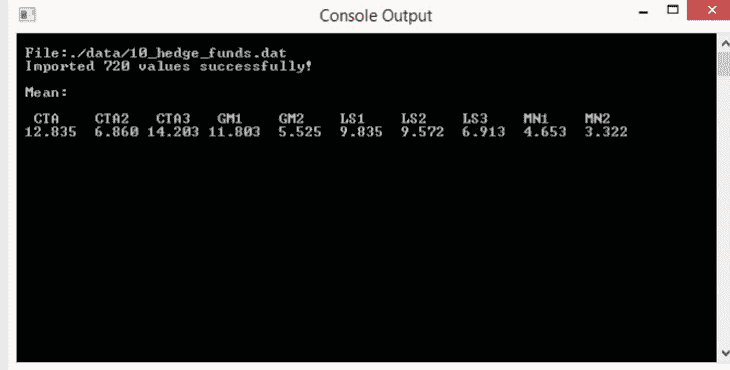 Console Output
File:./data/10_hedge_funds.dat
Imported 720 values successfully!
Mean:
CTA CTA2 CTA3 GM1 GM2 LS1 LS2 LS3 MN1 MN2
12.835 6.860 14.203 11.803 5.525 9.835 9.572 6.913 4.653 3.322